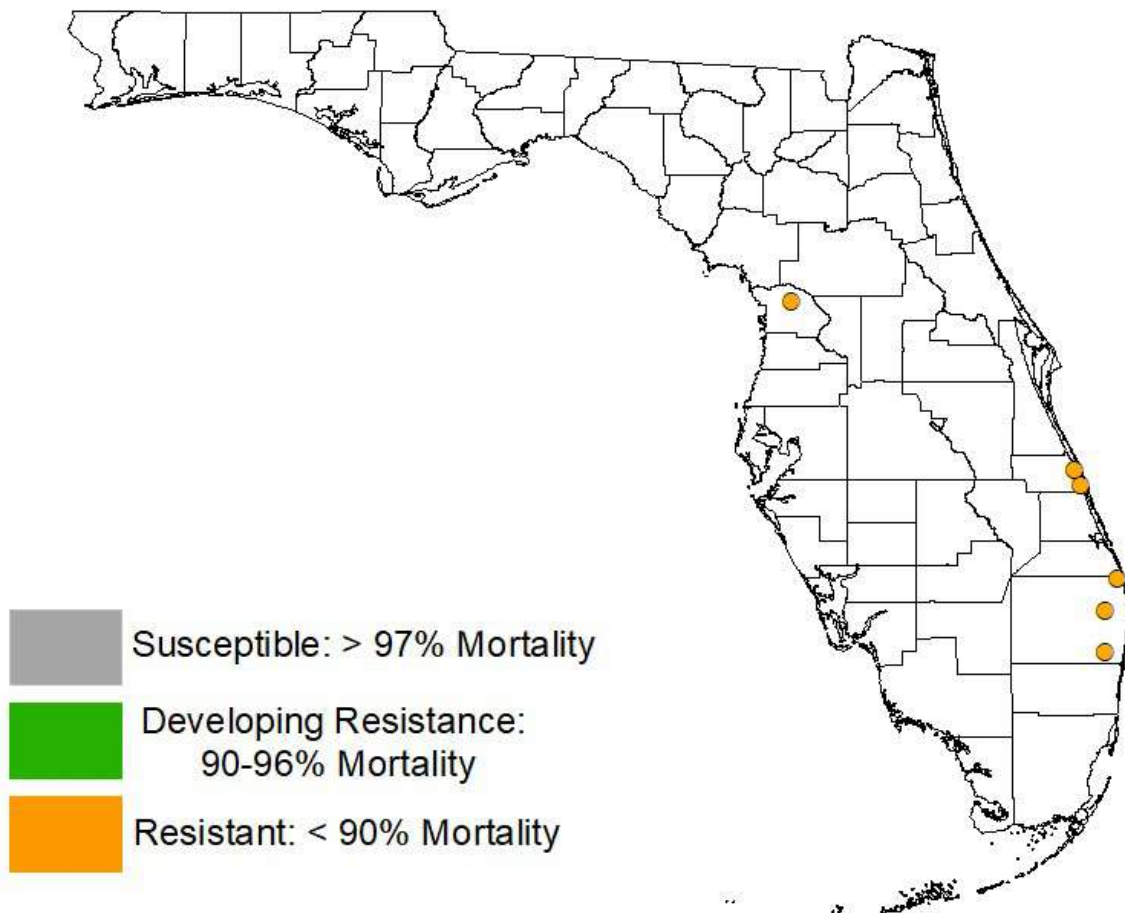 Susceptible: > 97% Mortality
Developing Resistance:
90-96% Mortality
Resistant: < 90% Mortality